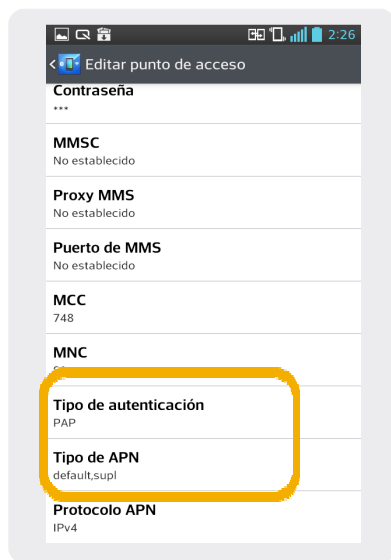 2:26
Editar punto de acceso
Contraseña
***
MMSC
No establecido
Proxy MMS
No establecido
Puerto de MMS
No establecido
MCC
748
MNC
Tipo de autenticación
PAP
Tipo de APN
default,supl
Protocolo APN
IPv4